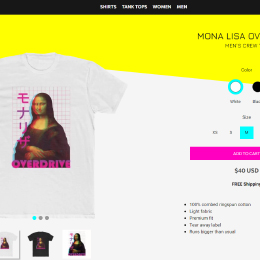 SHIRTS TANK TOPS WOMEN MEN
MONA LISA OV
MEN'S CREW
モナリザ
OVERDRIVE
Color
White
Size
XS S M
ADD TO CART
$40 USD
FREE Shipping
100% combed ringspun cotton
Light fabric
Premium fit
Tear away label
Runs bigger than usual